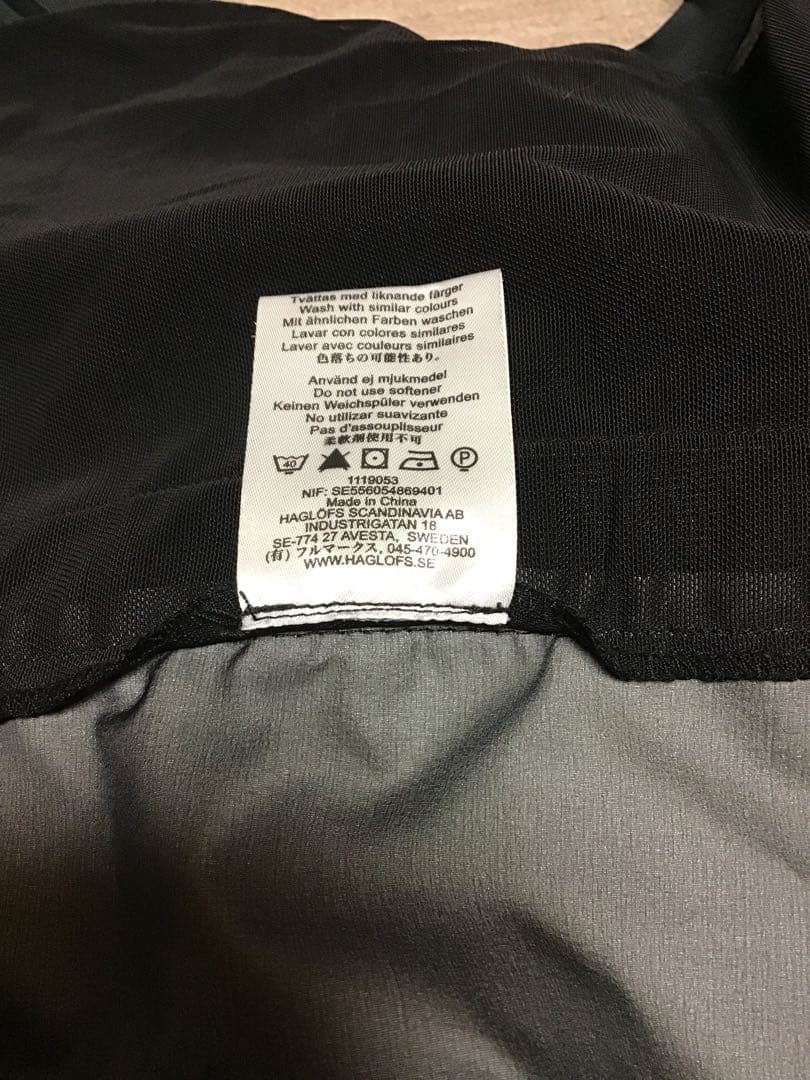 Tvättas med liknande färger
Wash with similar colours
Mit ähnlichen Farben waschen
Lavar con colores similares
Laver avec couleurs similaires
色落ちの可能性あり。
Använd ej mjukmedel
Do not use softener
Keinen Weichspüler verwenden
No utilizar suavizante
Pas d'assouplisseur
柔軟剤使用不可
40 P
1119053
NIF: SE556054869401
Made in China
HAGLÖFS SCANDINAVIA AB
INDUSTRIGATAN 18
SE-774 27 AVESTA, SWEDEN
(有) フルマークス, 045-470-4900
WWW.HAGLOFS.SE